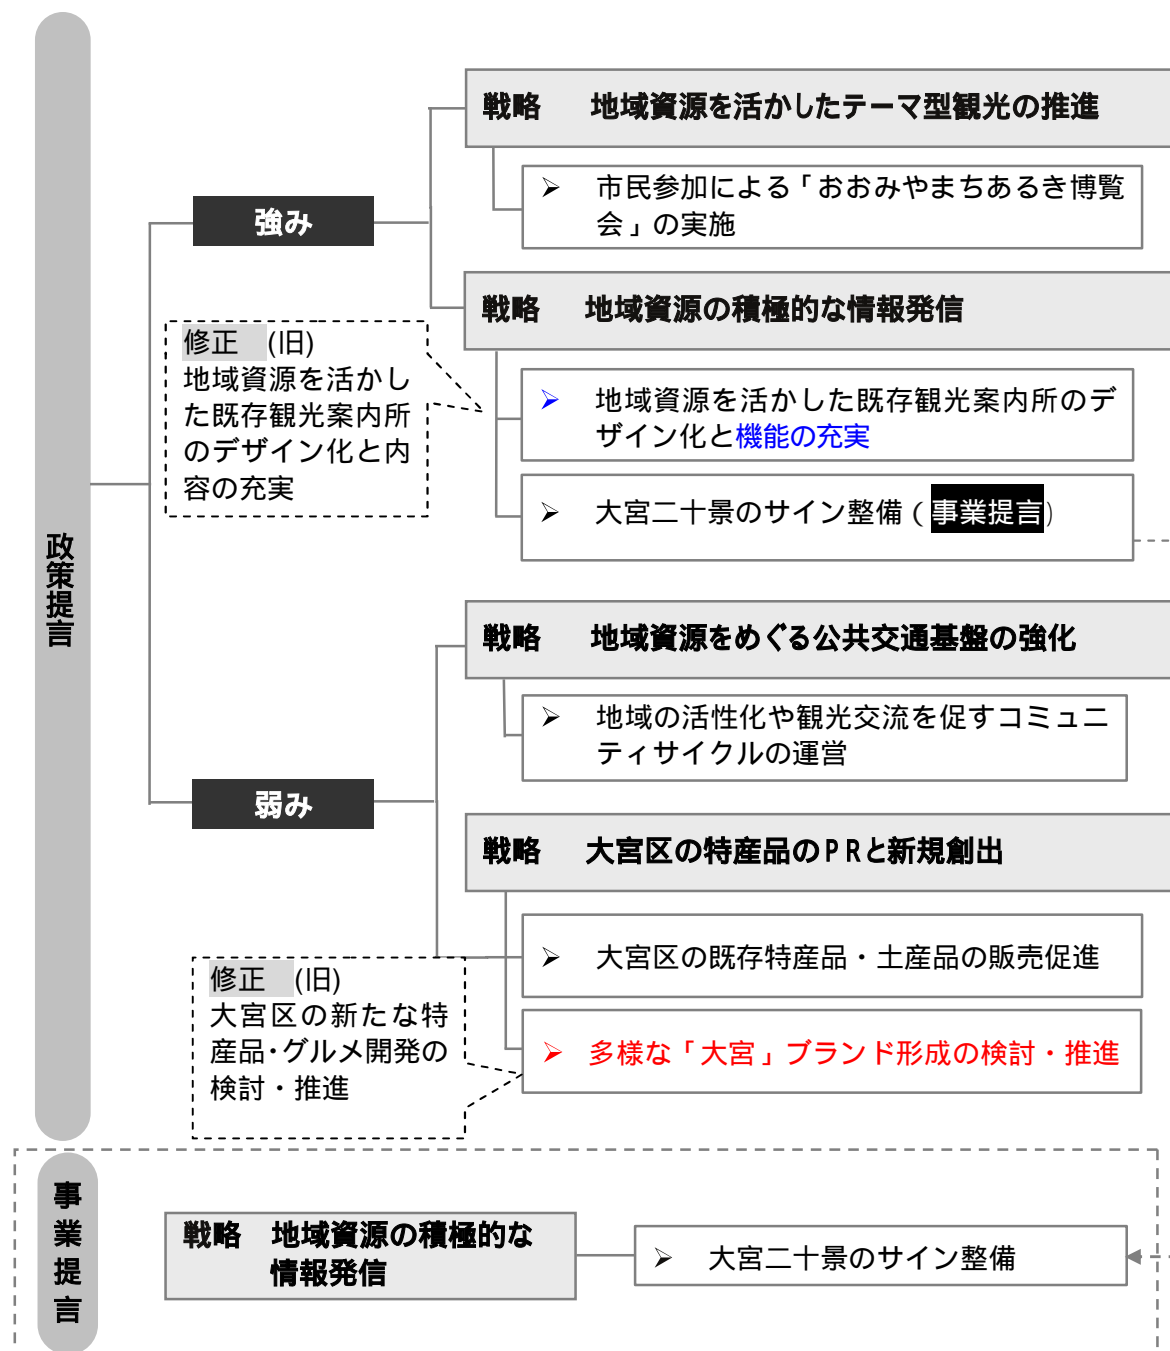 政策提言
強み
戦略　地域資源を活かしたテーマ型観光の推進
➢ 市民参加による「おおみやまちあるき博覧
会」の実施
戦略　地域資源の積極的な情報発信
修正　(旧)
地域資源を活かし
た既存観光案内所
のデザイン化と内
容の充実
➢ 地域資源を活かした既存観光案内所のデ
ザイン化と機能の充実
➢ 大宮二十景のサイン整備（事業提言)
弱み
戦略　地域資源をめぐる公共交通基盤の強化
➢ 地域の活性化や観光交流を促すコミュニ
ティサイクルの運営
戦略　大宮区の特産品のPRと新規創出
➢ 大宮区の既存特産品・土産品の販売促進
修正　(旧)
大宮区の新たな特
産品・グルメ開発の
検討・推進
➢ 多様な「大宮」ブランド形成の検討・推進
事業提言
戦略　地域資源の積極的な
情報発信
➢ 大宮二十景のサイン整備